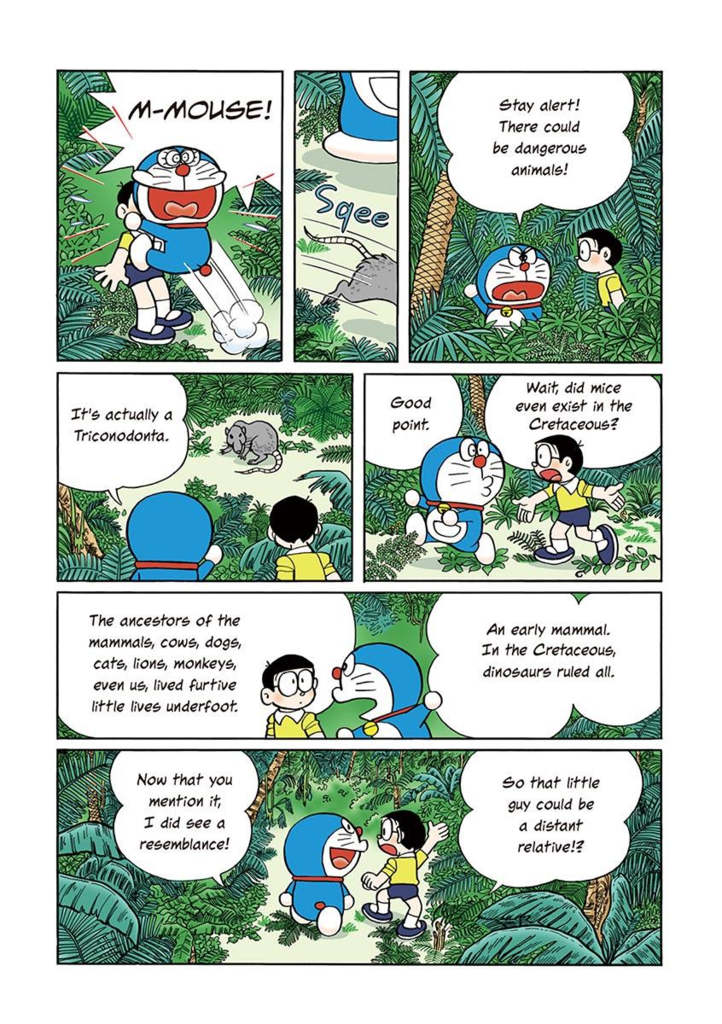 Stay alert!
There could
be dangerous
animals!
Sqee
M-MOUSE!
Wait, did mice
even exist in the
Cretaceous?
Good
point.
It's actually a
Triconodonta.
An early mammal.
In the Cretaceous,
dinosaurs ruled all.
The ancestors of the
mammals, cows, dogs,
cats, lions, monkeys,
even us, lived furtive
little lives underfoot.
So that little
guy could be
a distant
relative!?
Now that you
mention it,
I did see a
resemblance!